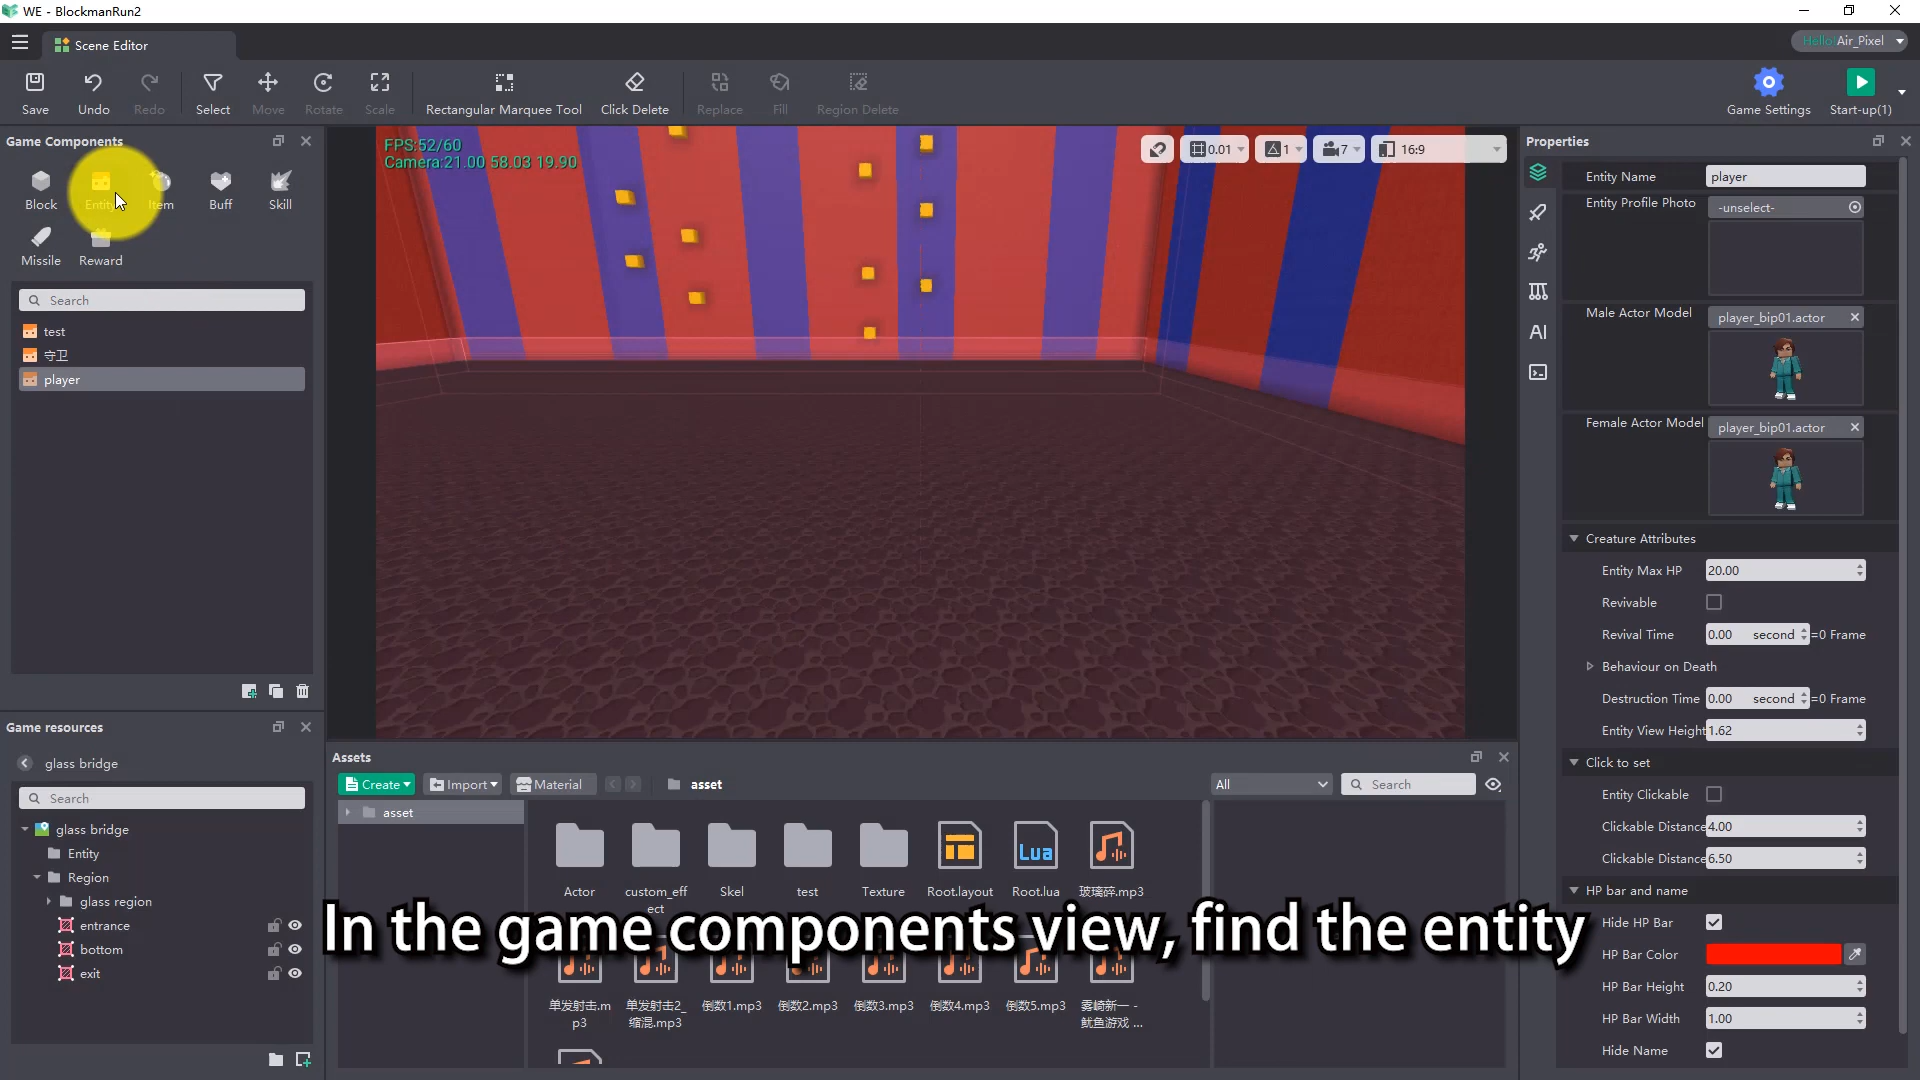 WE - BlockmanRun2
Scene Editor
Hello! Air_Pixel
Save
Undo
Redo
Select
Move
Rotate
Scale
Rectangular Marquee Tool
Click Delete
Replace
Fill
Region Delete
Game Settings
Start-up(1)
Game Components
Block
Entity
Item
Buff
Skill
Missile
Reward
Search
test
守卫
player
FPS:52/60
Camera:21.00 58.03 19.90
0.01
1
7
16:9
Game resources
glass bridge
Search
glass bridge
Entity
Region
glass region
entrance
bottom
exit
Assets
Create
Import
Material
asset
All
Search
asset
Actor
custom_eff
ect
Skel
test
Texture
Root.layout
Lua
Root.lua
玻璃碎.mp3
In the game components view, find the entity
单发射击.m
p3
单发射击2_
缩混.mp3
倒数1.mp3
倒数2.mp3
倒数3.mp3
倒数4.mp3
倒数5.mp3
雾崎新一 -
鱿鱼游戏 ...
Properties
AI
Entity Name
player
Entity Profile Photo
-unselect-
Male Actor Model
player_bip01.actor
Female Actor Model
player_bip01.actor
Creature Attributes
Entity Max HP
20.00
Revivable
Revival Time
0.00 second =0 Frame
Behaviour on Death
Destruction Time
0.00 second =0 Frame
Entity View Height
1.62
Click to set
Entity Clickable
Clickable Distance
4.00
Clickable Distance
6.50
HP bar and name
Hide HP Bar
HP Bar Color
HP Bar Height
0.20
HP Bar Width
1.00
Hide Name